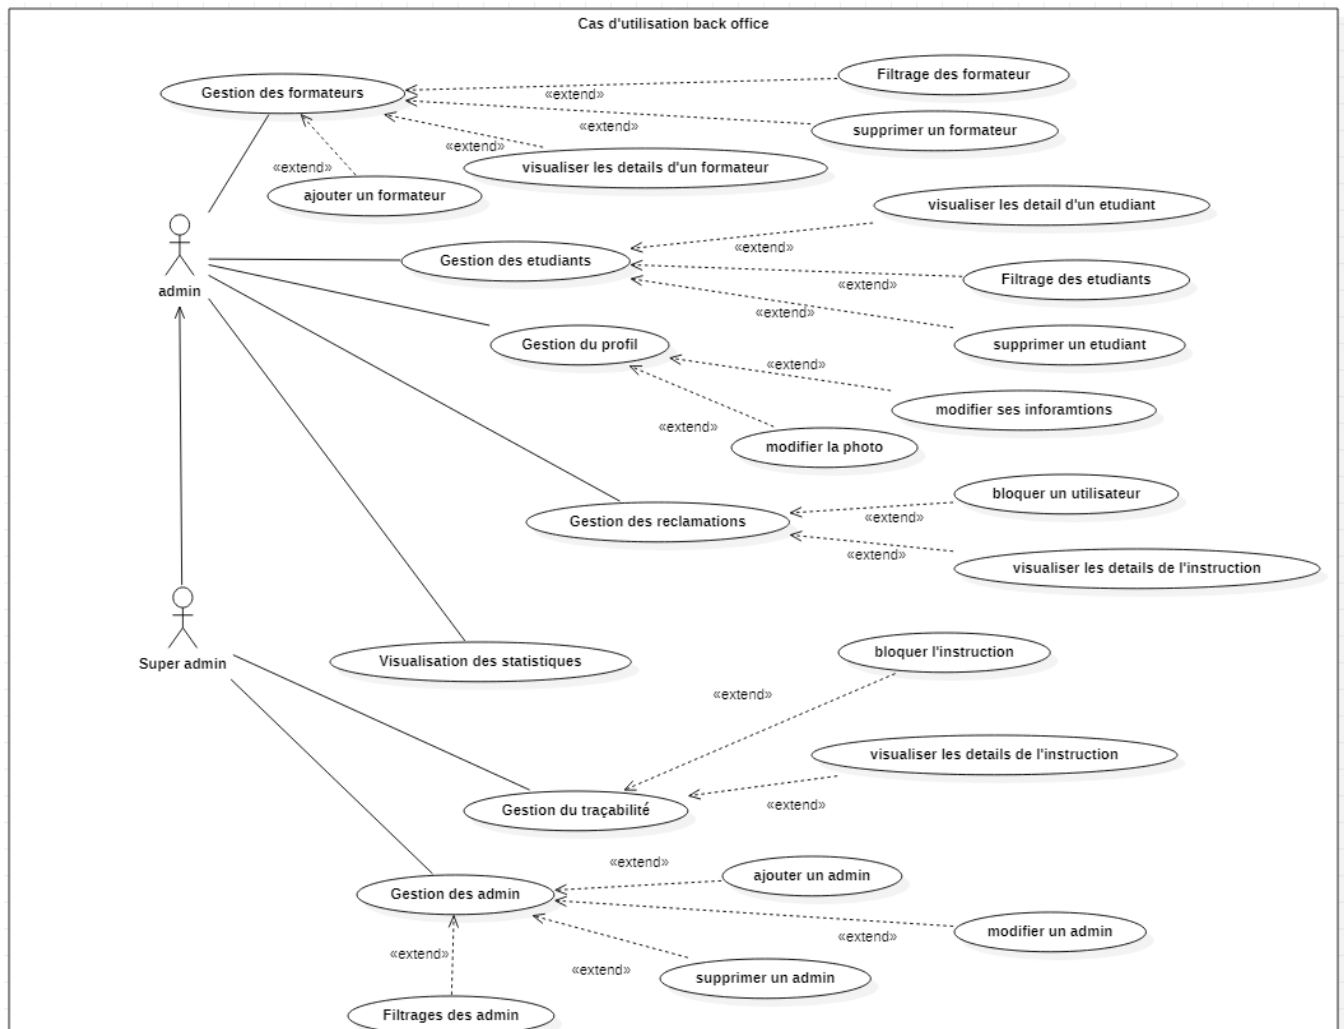 Cas d'utilisation back office
Filtrage des formateur
Gestion des formateurs
«extend»
«extend»
supprimer un formateur
«extend»
visualiser les details d'un formateur
«extend»
ajouter un formateur
visualiser les detail d'un etudiant
«extend»
Gestion des etudiants
Filtrage des etudiants
«extend»
admin
«extend»
Gestion du profil
supprimer un etudiant
«extend»
modifier ses inforamtions
«extend»
modifier la photo
bloquer un utilisateur
«extend»
Gestion des reclamations
«extend»
visualiser les details de l'instruction
bloquer l'instruction
Super admin
Visualisation des statistiques
«extend»
visualiser les details de l'instruction
«extend»
Gestion du traçabilité
«extend»
ajouter un admin
Gestion des admin
modifier un admin
«extend»
«extend»
«extend»
supprimer un admin
Filtrages des admin